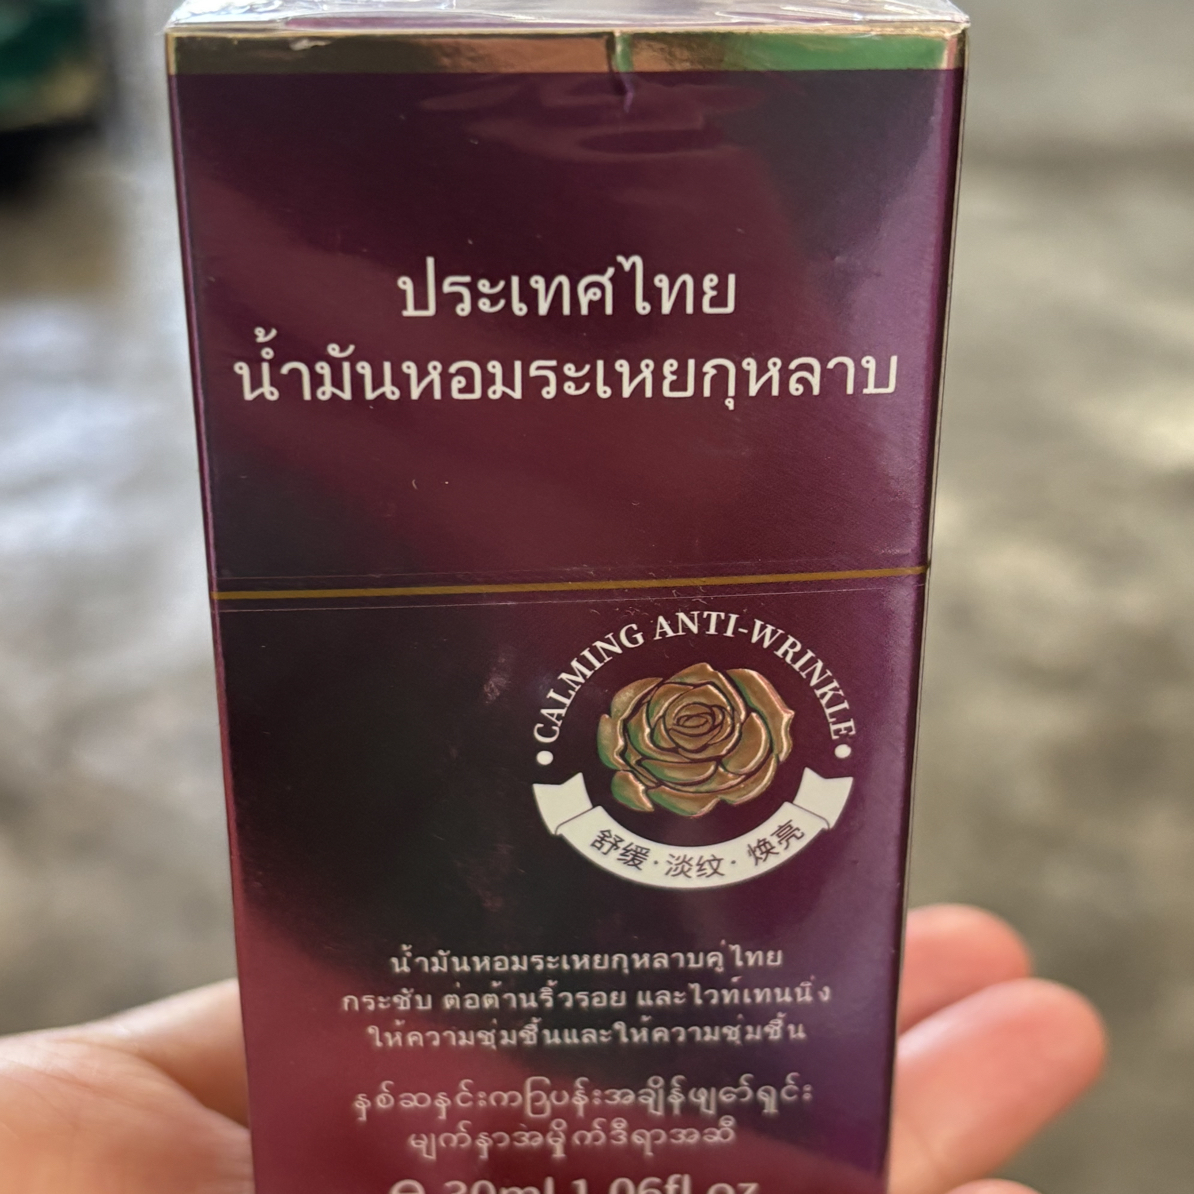 ประเทศไทย
น้ำมันหอมระเหยกุหลาบ
CALMING ANTI-WRINKLE
舒缓·淡纹·焕亮
น้ำมันหอมระเหยกุหลาบคู่ไทย
กระชับ ต่อต้านริ้วรอย และไวท์เทนนิ่ง
ให้ความชุ่มชื้นและให้ความชุ่มชื้น
နှစ်ဆနှင်းကြာပန်းအချိန်ဖျတ်ရှင်း
မျက်နှာအမှိုက်ဒီရာအဆီ
℮ 30ml 1.06fl.oz